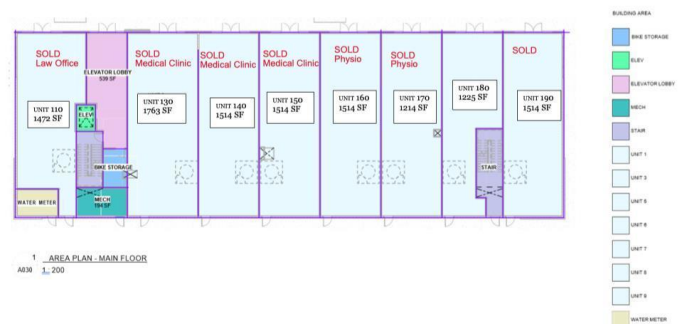 BUILDING AREA
BIKE STORAGE
ELEV
ELEVATOR LOBBY
MECH
STAIR
UNIT 1
UNIT 3
UNIT 5
UNIT 6
UNIT 7
UNIT 8
UNIT 9
WATER METER
SOLD
Law Office
UNIT 110
1472 SF
ELEVATOR LOBBY
539 SF
ELEV
BIKE STORAGE
MECH
194 SF
WATER METER
SOLD
Medical Clinic
UNIT 130
1763 SF
SOLD
Medical Clinic
UNIT 140
1514 SF
SOLD
Medical Clinic
UNIT 150
1514 SF
SOLD
Physio
UNIT 160
1514 SF
SOLD
Physio
UNIT 170
1214 SF
UNIT 180
1225 SF
STAIR
SOLD
UNIT 190
1514 SF
1 AREA PLAN - MAIN FLOOR
A030 1 : 200